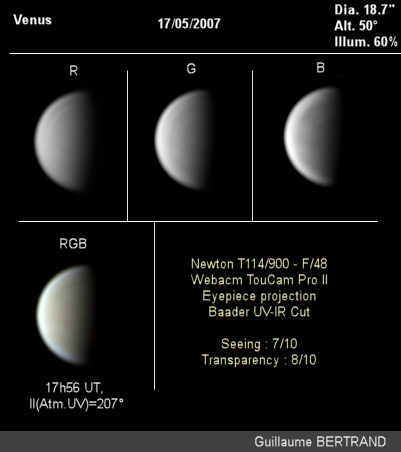 Venus
17/05/2007
Dia. 18.7"
Alt. 50°
Illum. 60%
R
G
B
RGB
17h56 UT,
II(Atm.UV)=207°
Newton T114/900 - F/48
Webacm TouCam Pro II
Eyepiece projection
Baader UV-IR Cut
Seeing : 7/10
Transparency : 8/10
Guillaume BERTRAND